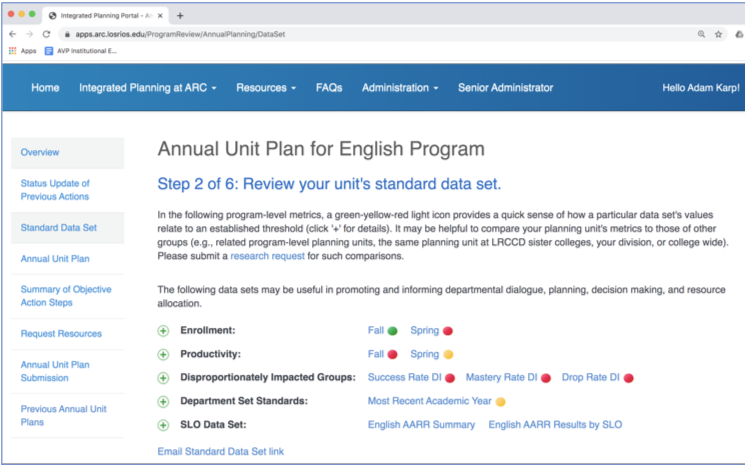 Integrated Planning Portal - An
apps.arc.losrios.edu/ProgramReview/AnnualPlanning/DataSet
Apps AVP Institutional E...
Home Integrated Planning at ARC Resources FAQs Administration Senior Administrator Hello Adam Karp!
Overview
Status Update of
Previous Actions
Standard Data Set
Annual Unit Plan
Summary of Objective
Action Steps
Request Resources
Annual Unit Plan
Submission
Previous Annual Unit
Plans
Annual Unit Plan for English Program
Step 2 of 6: Review your unit's standard data set.
In the following program-level metrics, a green-yellow-red light icon provides a quick sense of how a particular data set's values
relate to an established threshold (click '+' for details). It may be helpful to compare your planning unit's metrics to those of other
groups (e.g., related program-level planning units, the same planning unit at LRCCD sister colleges, your division, or college wide).
Please submit a research request for such comparisons.
The following data sets may be useful in promoting and informing departmental dialogue, planning, decision making, and resource
allocation.
Enrollment: Fall Spring
Productivity: Fall Spring
Disproportionately Impacted Groups: Success Rate DI Mastery Rate DI Drop Rate DI
Department Set Standards: Most Recent Academic Year
SLO Data Set: English AARR Summary English AARR Results by SLO
Email Standard Data Set link